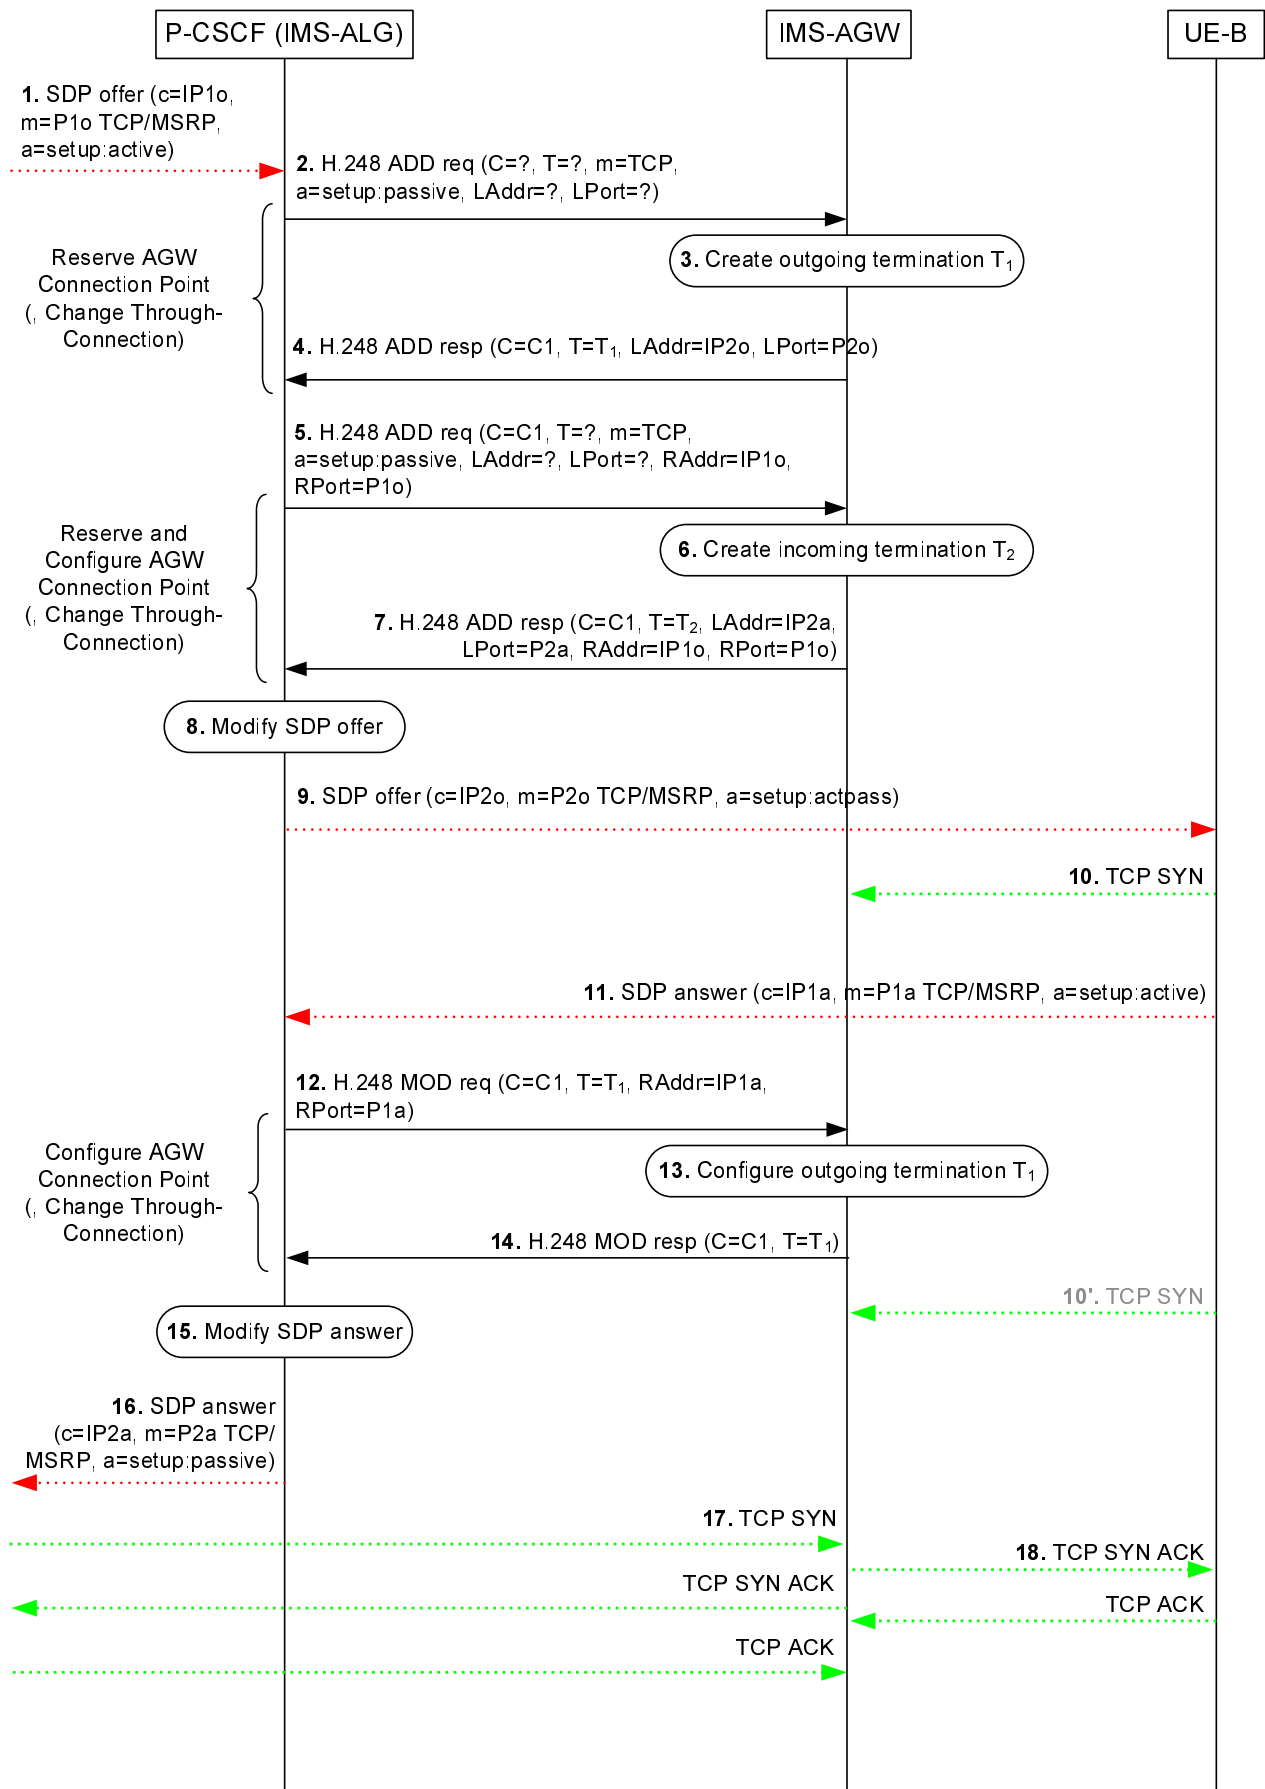 P-CSCF (IMS-ALG)
IMS-AGW
UE-B
1. SDP offer (c=IP1o,
m=P1o TCP/MSRP,
a=setup:active)
2. H.248 ADD req (C=?, T=?, m=TCP,
a=setup:passive, LAddr=?, LPort=?)
Reserve AGW
Connection Point
(, Change Through-
Connection)
3. Create outgoing termination T1
4. H.248 ADD resp (C=C1, T=T1, LAddr=IP2o, LPort=P2o)
5. H.248 ADD req (C=C1, T=?, m=TCP,
a=setup:passive, LAddr=?, LPort=?, RAddr=IP1o,
RPort=P1o)
Reserve and
Configure AGW
Connection Point
(, Change Through-
Connection)
6. Create incoming termination T2
7. H.248 ADD resp (C=C1, T=T2, LAddr=IP2a,
LPort=P2a, RAddr=IP1o, RPort=P1o)
8. Modify SDP offer
9. SDP offer (c=IP2o, m=P2o TCP/MSRP, a=setup:actpass)
10. TCP SYN
11. SDP answer (c=IP1a, m=P1a TCP/MSRP, a=setup:active)
12. H.248 MOD req (C=C1, T=T1, RAddr=IP1a,
RPort=P1a)
Configure AGW
Connection Point
(, Change Through-
Connection)
13. Configure outgoing termination T1
14. H.248 MOD resp (C=C1, T=T1)
10'. TCP SYN
15. Modify SDP answer
16. SDP answer
(c=IP2a, m=P2a TCP/
MSRP, a=setup:passive)
17. TCP SYN
18. TCP SYN ACK
TCP SYN ACK
TCP ACK
TCP ACK